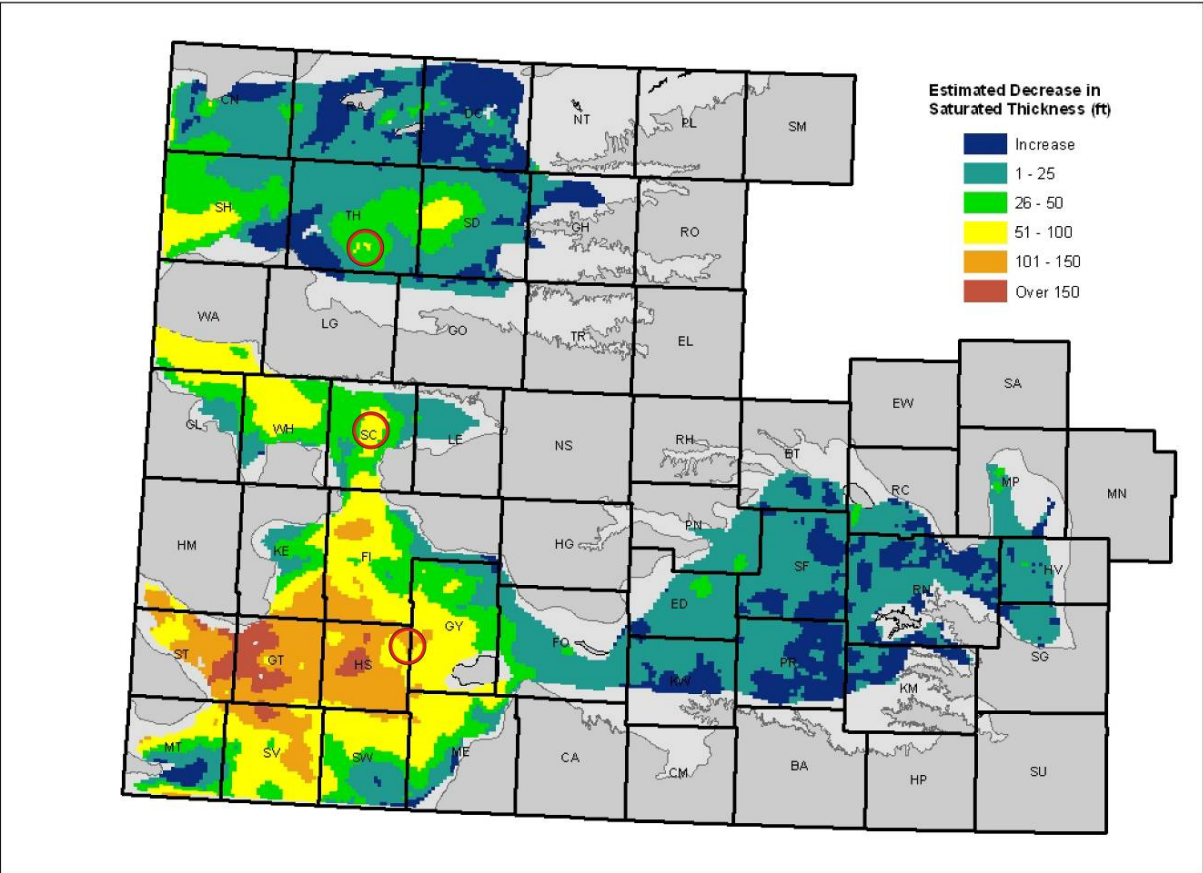 Estimated Decrease in
Saturated Thickness (ft)
Increase
1 - 25
26 - 50
51 - 100
101 - 150
Over 150
CN
RA
DC
NT
PL
SM
SH
TH
SD
GH
RO
WA
LG
GO
TR
EL
GL
WH
SC
LE
NS
RH
BT
EW
SA
RC
MP
MN
HM
KE
FI
HG
PN
SF
RN
HV
ED
ST
GT
HS
GY
FO
KW
PR
KM
SG
MT
SV
SW
ME
CA
CM
BA
HP
SU